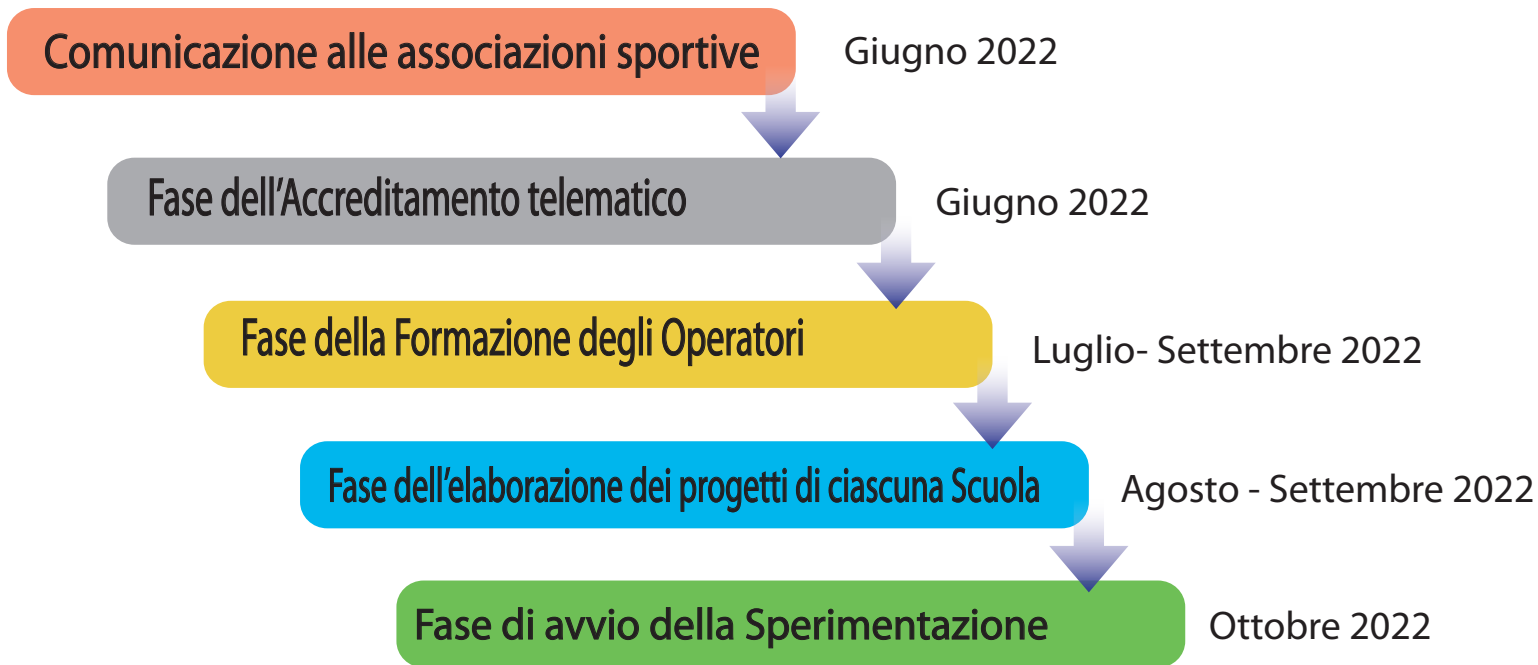 Comunicazione alle associazioni sportive
Giugno 2022
Fase dell'Accreditamento telematico
Giugno 2022
Fase della Formazione degli Operatori
Luglio- Settembre 2022
Fase dell'elaborazione dei progetti di ciascuna Scuola
Agosto - Settembre 2022
Fase di avvio della Sperimentazione
Ottobre 2022